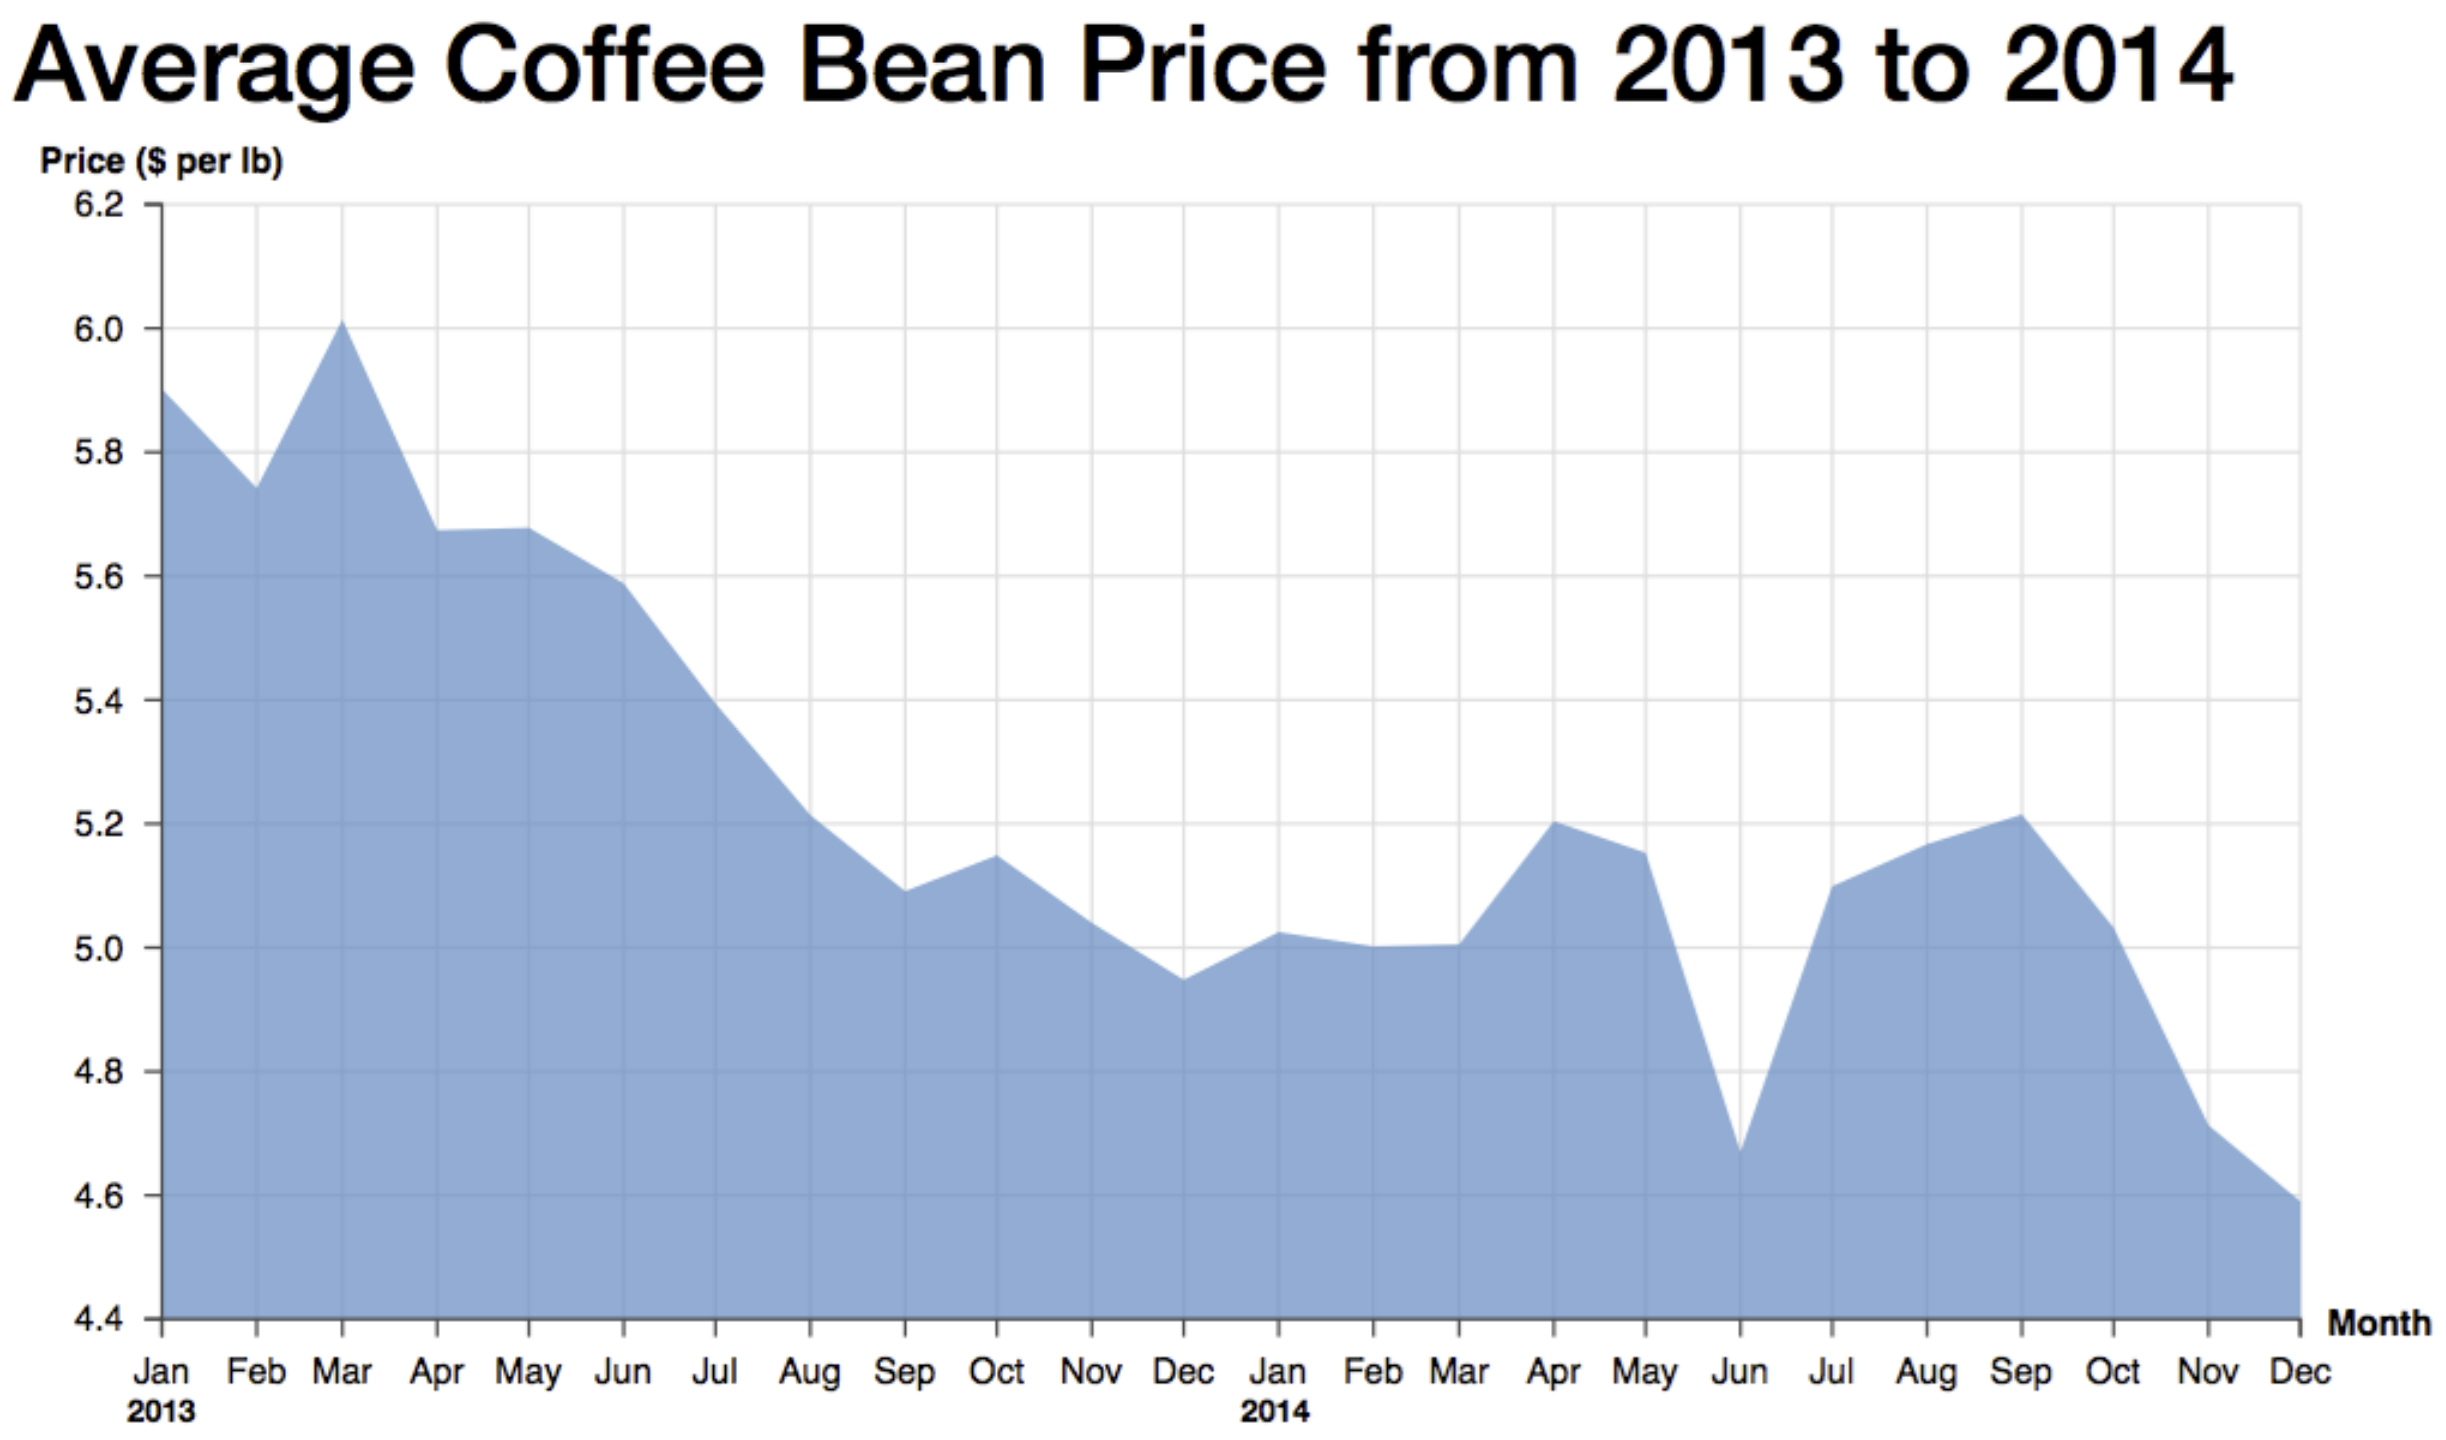 Average Coffee Bean Price from 2013 to 2014
Price ($ per lb)
6.2
6.0
5.8
5.6
5.4
5.2
5.0
4.8
4.6
4.4
Month
Jan Feb Mar Apr May Jun Jul Aug Sep Oct Nov Dec Jan Feb Mar Apr May Jun Jul Aug Sep Oct Nov Dec
2013 2014